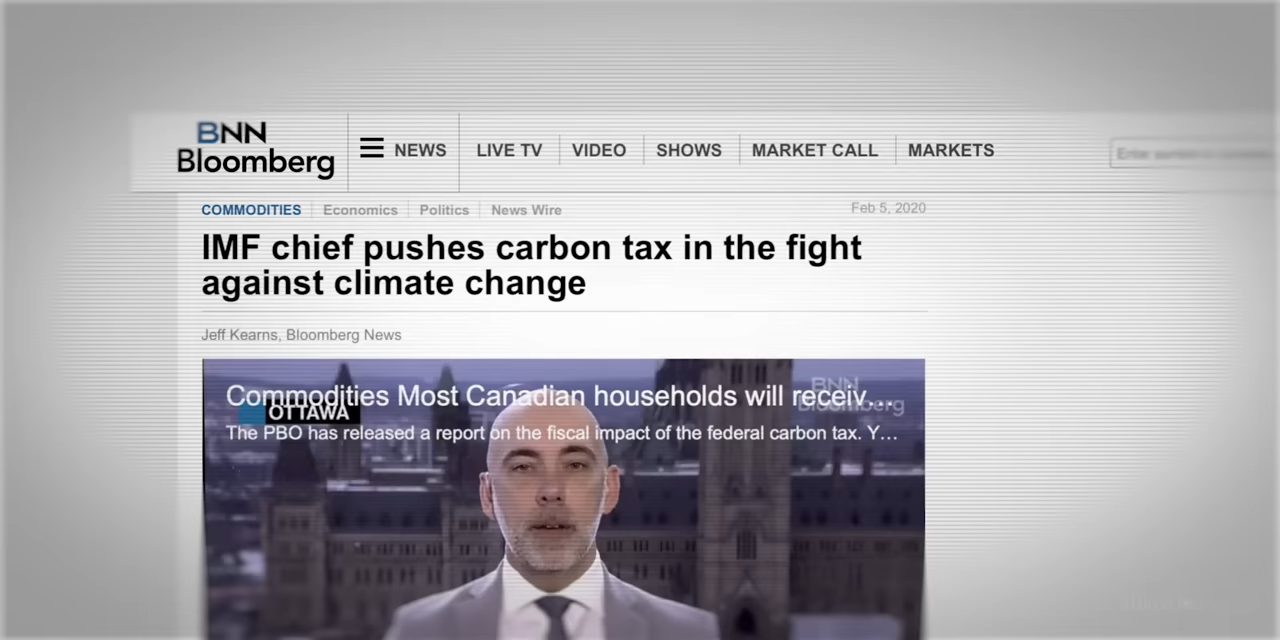 BNN
Bloomberg
NEWS
LIVE TV
VIDEO
SHOWS
MARKET CALL
MARKETS
COMMODITIES
Economics
Politics
News Wire
Feb 5, 2020
IMF chief pushes carbon tax in the fight
against climate change
Jeff Kearns, Bloomberg News
Commodities Most Canadian households will receiv...
OTTAWA
BNN
Bloomberg
The PBO has released a report on the fiscal impact of the federal carbon tax. Y...
Enter